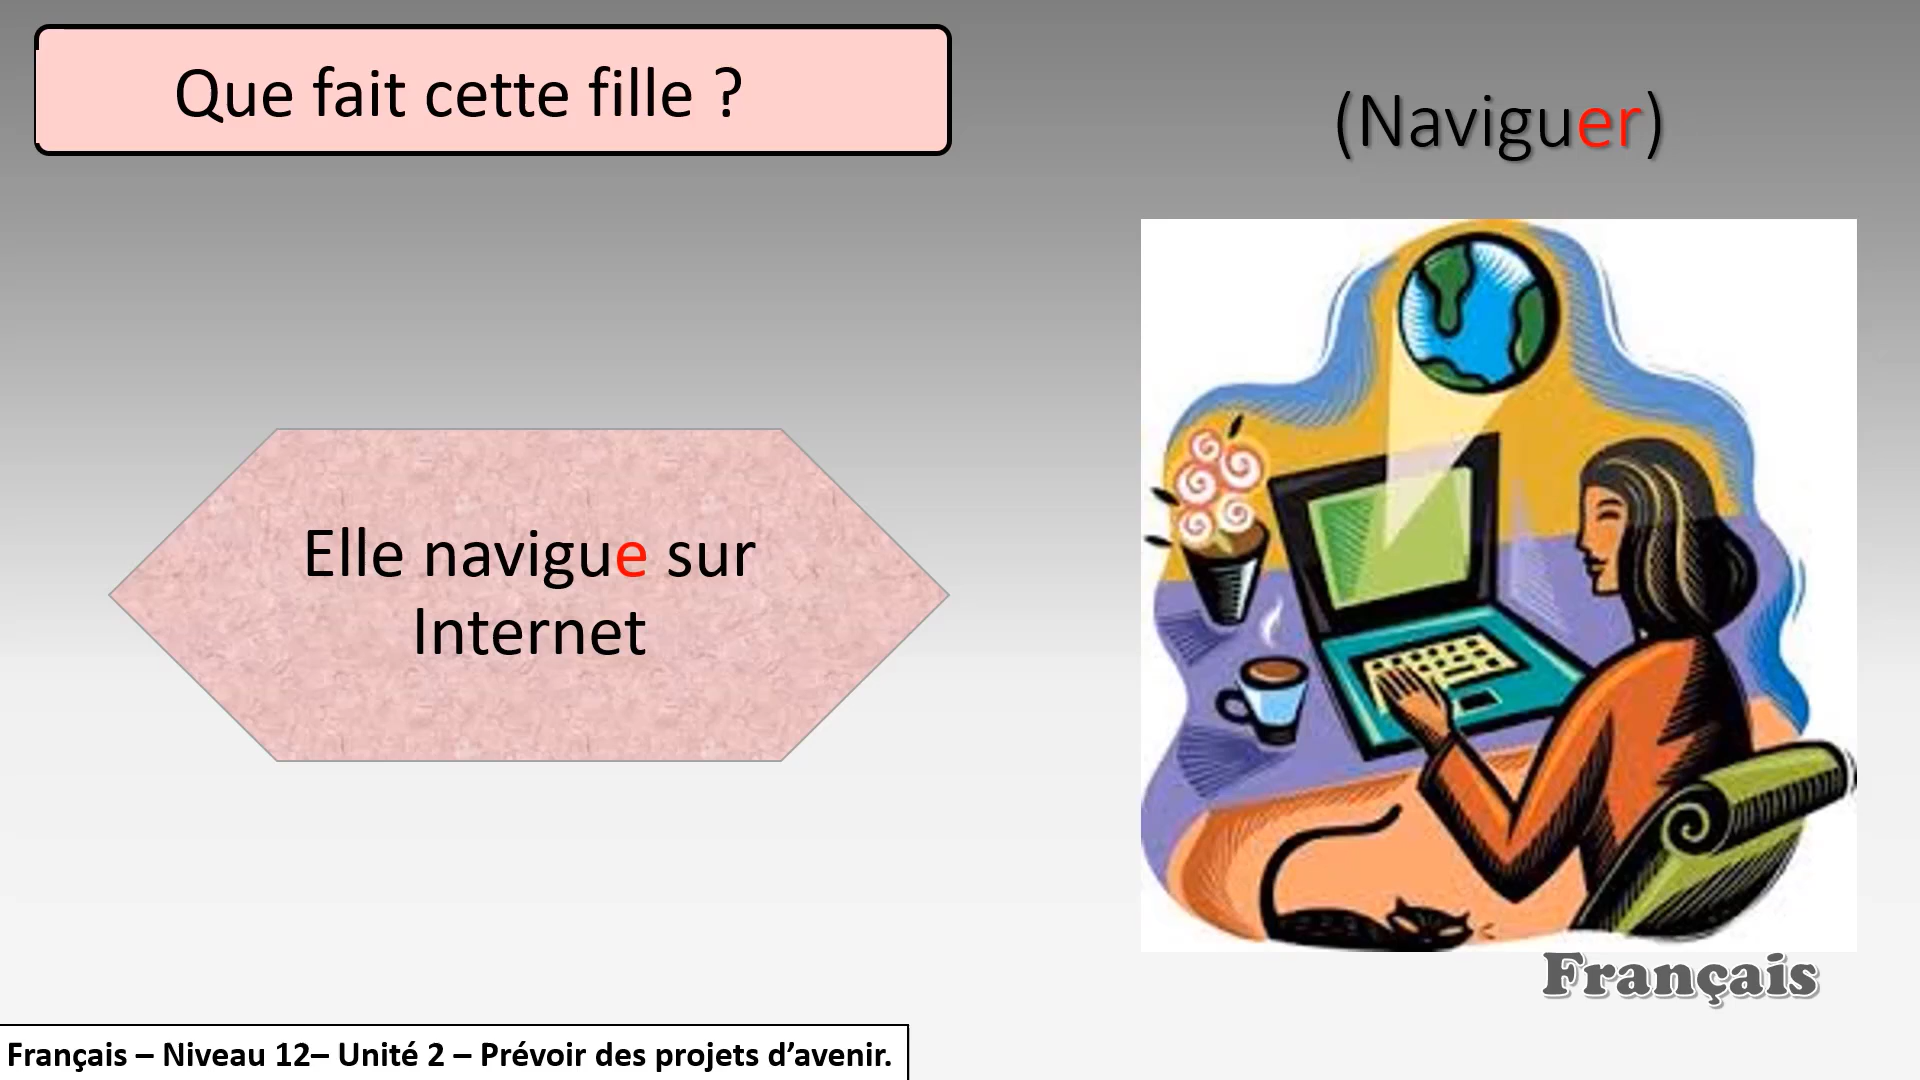 Que fait cette fille ?
(Naviguer)
Elle navigue sur
Internet
Français
Français – Niveau 12– Unité 2 – Prévoir des projets d’avenir.